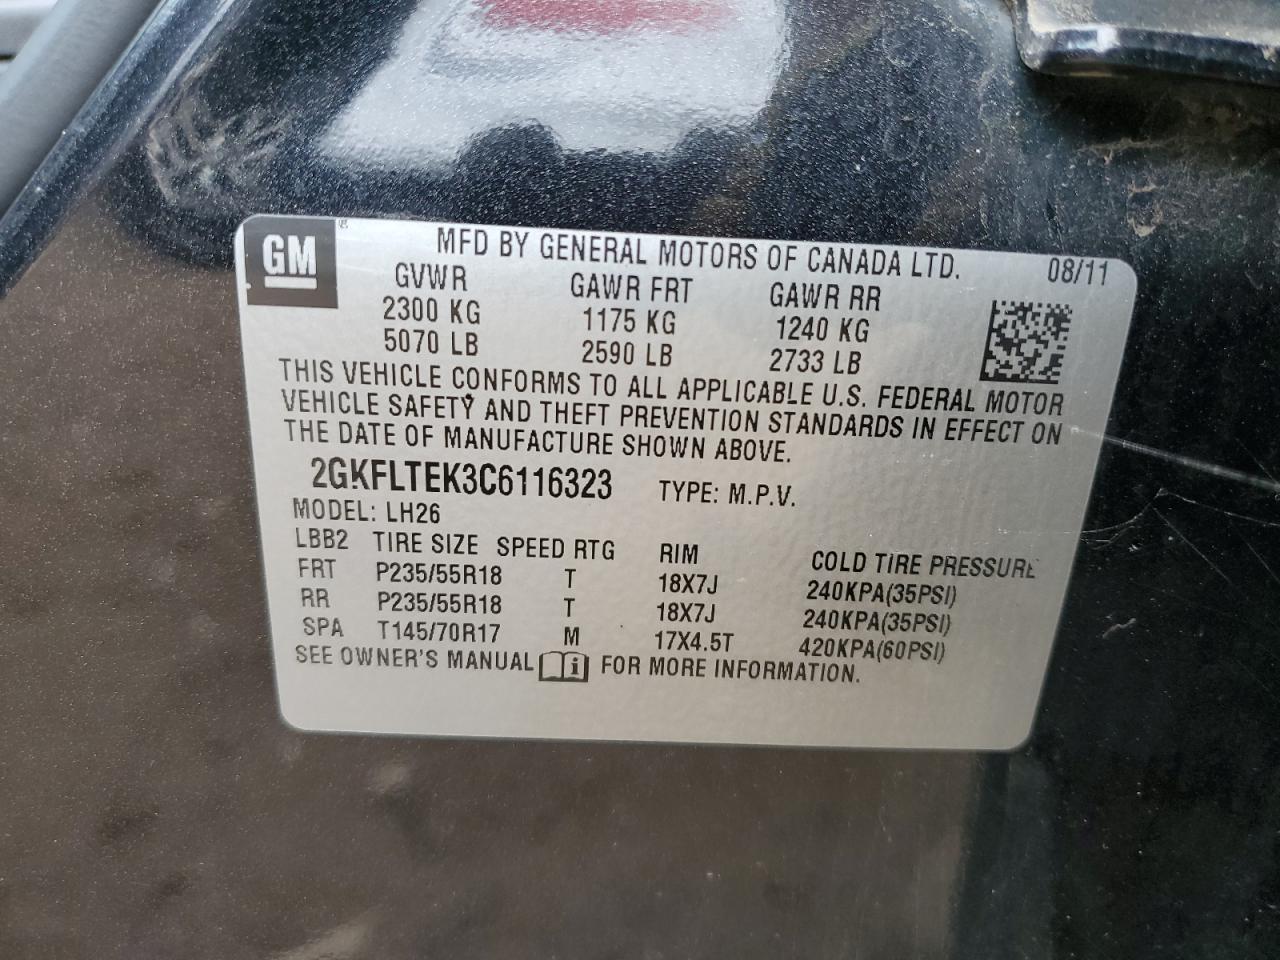 GM ®
MFD BY GENERAL MOTORS OF CANADA LTD. 08/11
GVWR GAWR FRT GAWR RR
2300 KG 1175 KG 1240 KG
5070 LB 2590 LB 2733 LB
THIS VEHICLE CONFORMS TO ALL APPLICABLE U.S. FEDERAL MOTOR
VEHICLE SAFETY AND THEFT PREVENTION STANDARDS IN EFFECT ON
THE DATE OF MANUFACTURE SHOWN ABOVE.
2GKFLTEK3C6116323 TYPE: M.P.V.
MODEL: LH26
LBB2 TIRE SIZE SPEED RTG RIM COLD TIRE PRESSURE
FRT P235/55R18 T 18X7J 240KPA(35PSI)
RR P235/55R18 T 18X7J 240KPA(35PSI)
SPA T145/70R17 M 17X4.5T 420KPA(60PSI)
SEE OWNER'S MANUAL i FOR MORE INFORMATION.